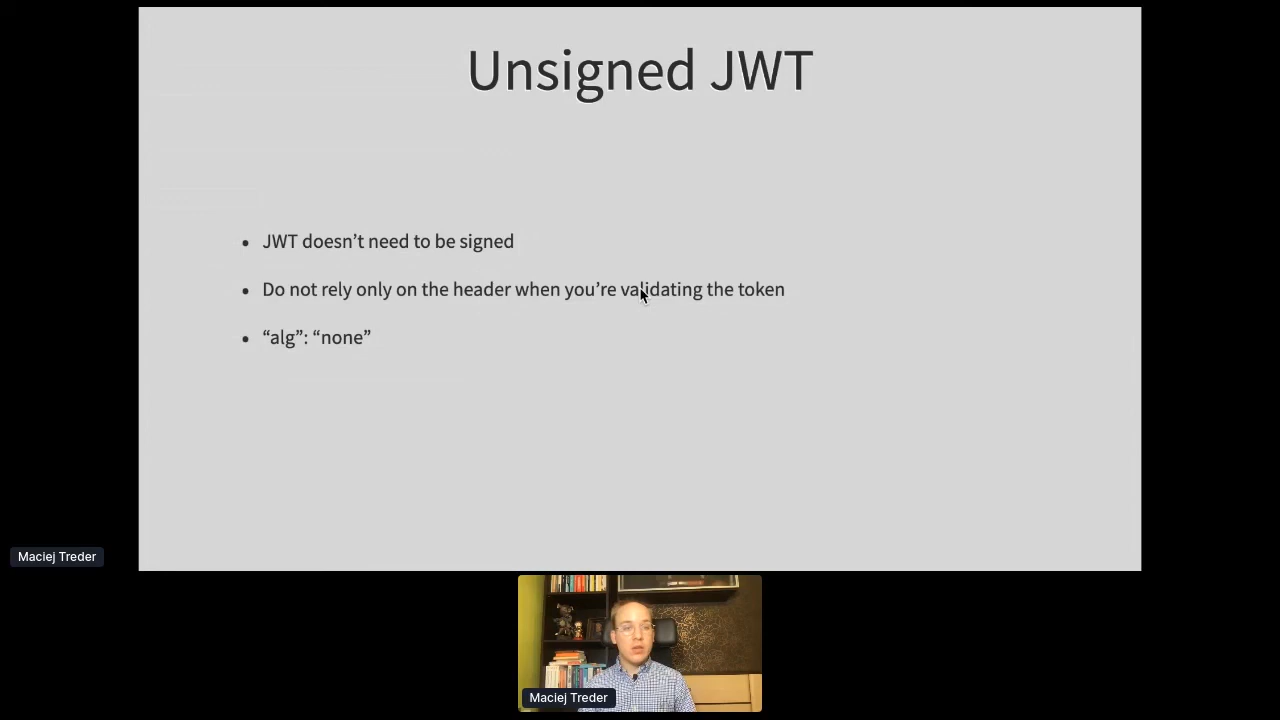 Unsigned JWT
• JWT doesn’t need to be signed
• Do not rely only on the header when you’re validating the token
• “alg”: “none”
Maciej Treder
Maciej Treder